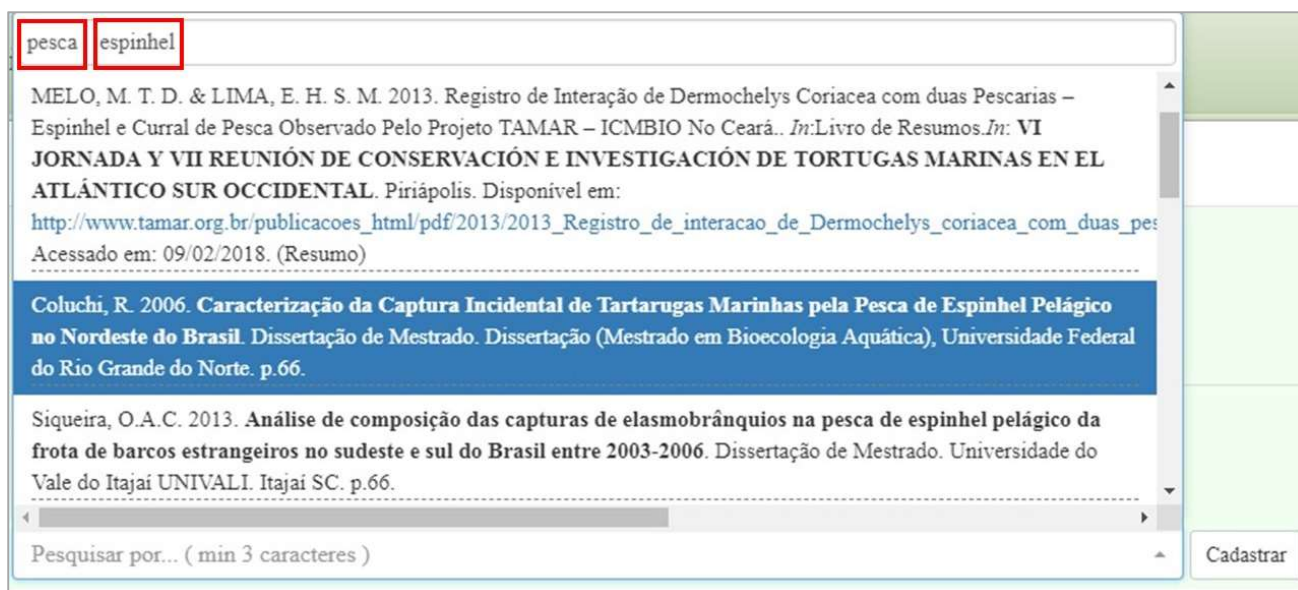 pesca espinhel
MELO, M. T. D. & LIMA, E. H. S. M. 2013. Registro de Interação de Dermochelys Coriacea com duas Pescarias –
Espinhel e Curral de Pesca Observado Pelo Projeto TAMAR – ICMBIO No Ceará.. In:Livro de Resumos.In: VI
JORNADA Y VII REUNIÓN DE CONSERVACIÓN E INVESTIGACIÓN DE TORTUGAS MARINAS EN EL
ATLÁNTICO SUR OCCIDENTAL. Piriápolis. Disponível em:
http://www.tamar.org.br/publicacoes_html/pdf/2013/2013_Registro_de_interacao_de_Dermochelys_coriacea_com_duas_pes
Acessado em: 09/02/2018. (Resumo)
Coluchi, R. 2006. Caracterização da Captura Incidental de Tartarugas Marinhas pela Pesca de Espinhel Pelágico
no Nordeste do Brasil. Dissertação de Mestrado. Dissertação (Mestrado em Bioecologia Aquática), Universidade Federal
do Rio Grande do Norte. p.66.
Siqueira, O.A.C. 2013. Análise de composição das capturas de elasmobrânquios na pesca de espinhel pelágico da
frota de barcos estrangeiros no sudeste e sul do Brasil entre 2003-2006. Dissertação de Mestrado. Universidade do
Vale do Itajaí UNIVALI. Itajaí SC. p.66.
Pesquisar por... ( min 3 caracteres )
Cadastrar